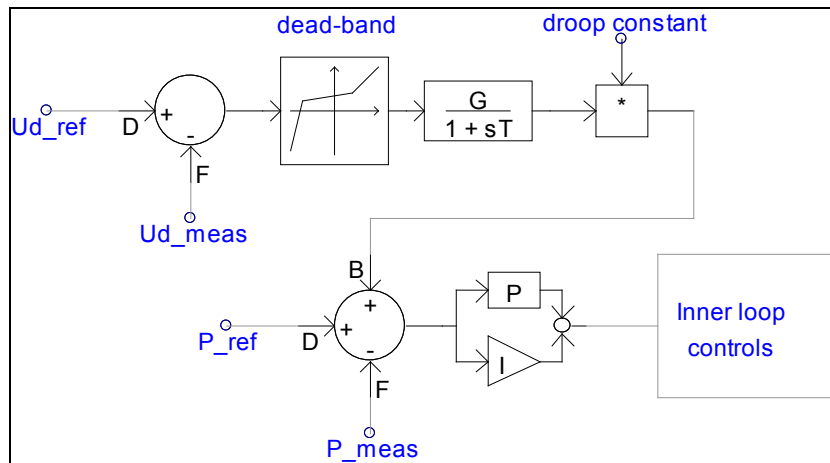 dead-band
droop constant
Ud_ref
D
+
-
F
Ud_meas
G
1 + sT
*
B
+
P_ref
D
+
-
F
P_meas
P
I
Inner loop
controls